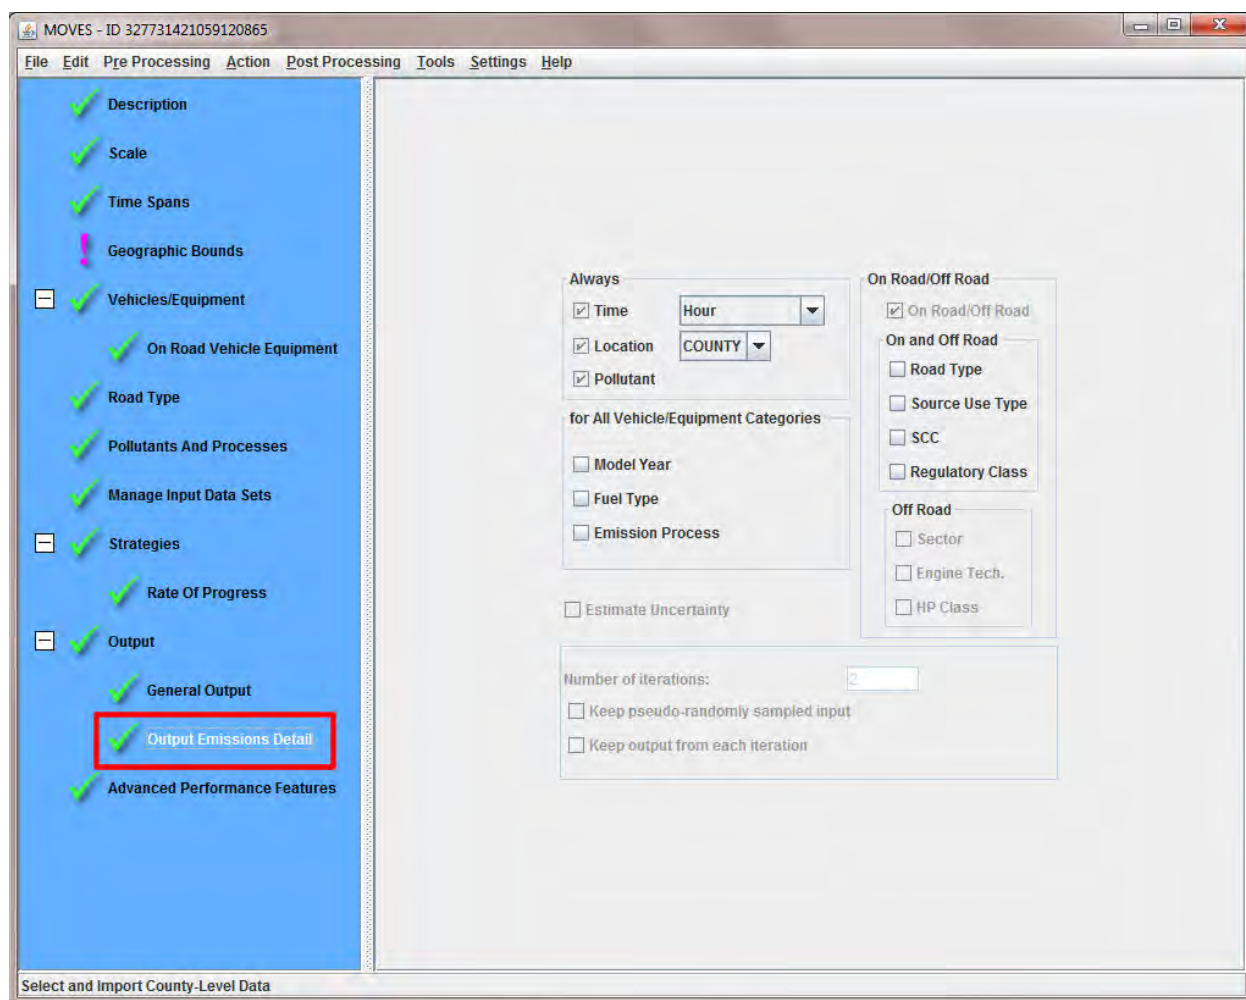 MOVES - ID 327731421059120865
File Edit Pre Processing Action Post Processing Tools Settings Help
Description
Scale
Time Spans
Geographic Bounds
Vehicles/Equipment
On Road Vehicle Equipment
Road Type
Pollutants And Processes
Manage Input Data Sets
Strategies
Rate Of Progress
Output
General Output
Output Emissions Detail
Advanced Performance Features
Always
Time Hour
Location COUNTY
Pollutant
for All Vehicle/Equipment Categories
Model Year
Fuel Type
Emission Process
Estimate Uncertainty
On Road/Off Road
On Road/Off Road
On and Off Road
Road Type
Source Use Type
SCC
Regulatory Class
Off Road
Sector
Engine Tech.
HP Class
Number of iterations: 2
Keep pseudo-randomly sampled input
Keep output from each iteration
Select and Import County-Level Data